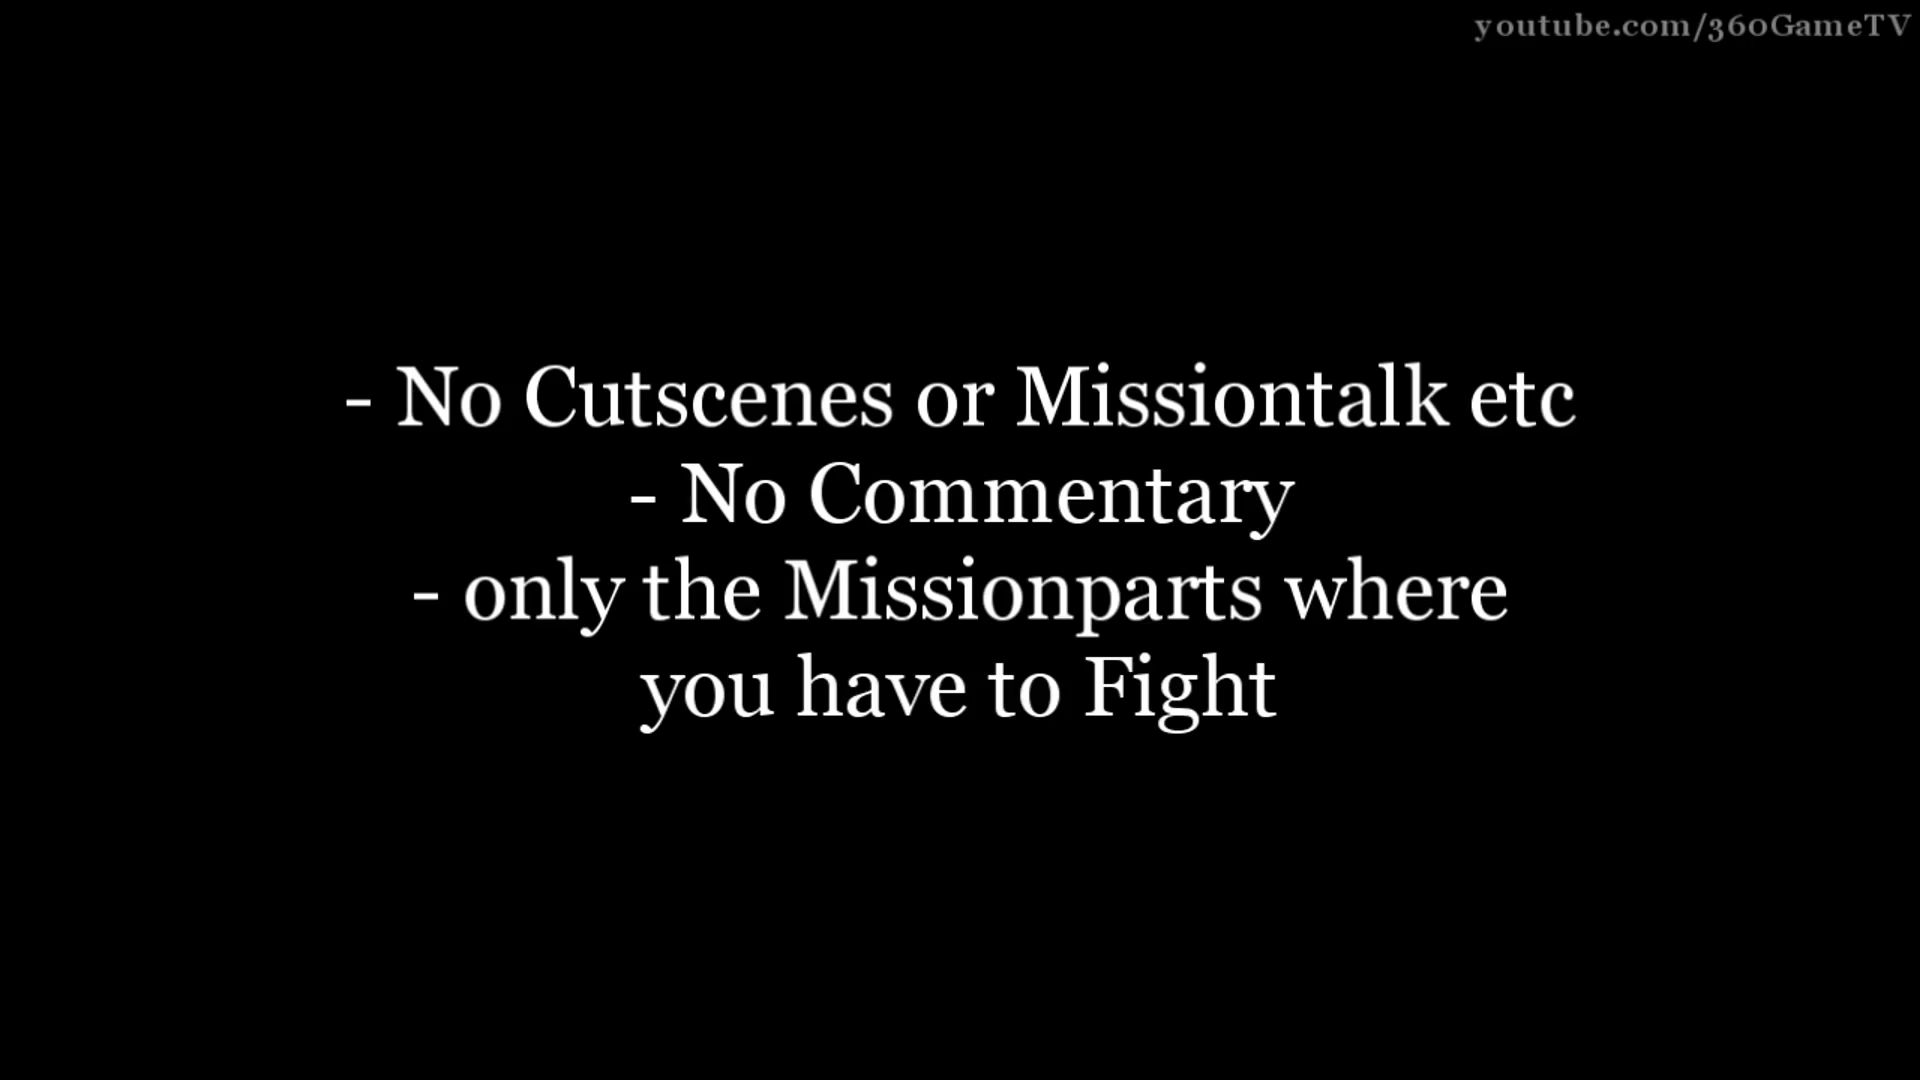 youtube.com/360GameTV
- No Cutscenes or Missiontalk etc
- No Commentary
- only the Missionparts where
you have to Fight